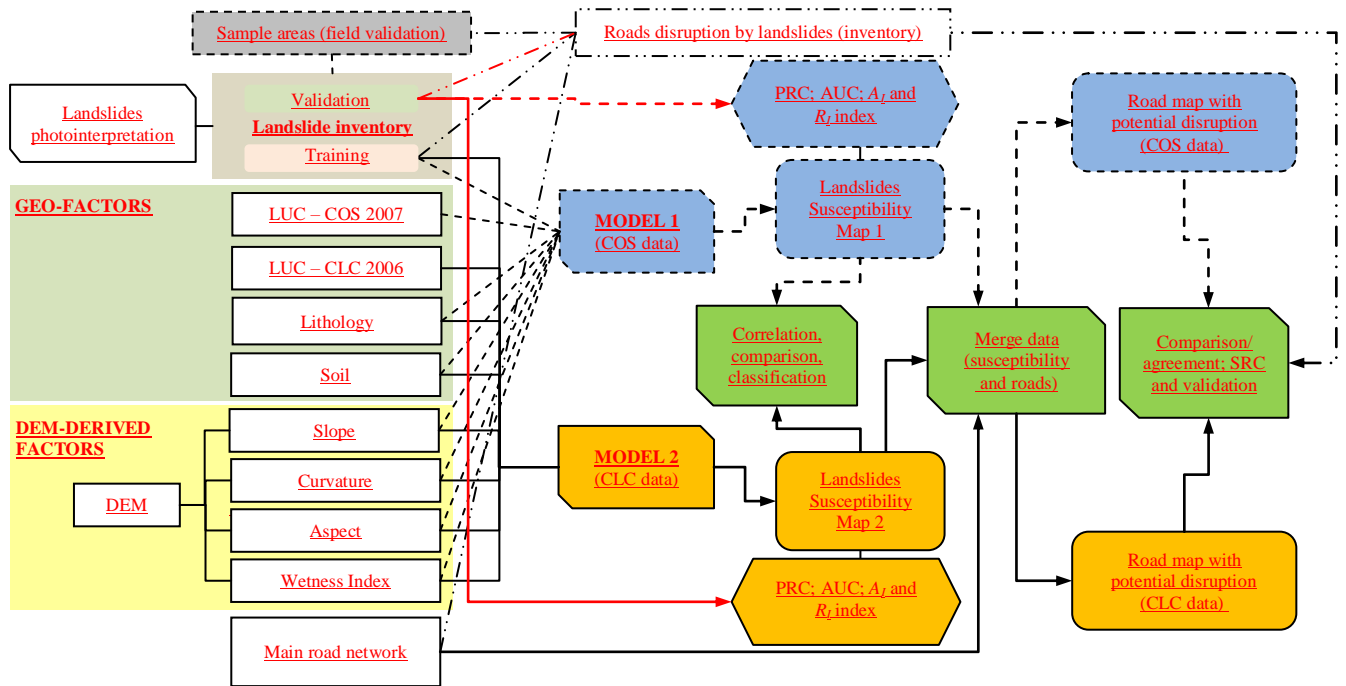 Sample areas (field validation)
Roads disruption by landslides (inventory)
Landslides
photointerpretation
Validation
Landslide inventory
Training
PRC; AUC; AI and
RI index
Road map with
potential disruption
(COS data)
GEO-FACTORS
LUC – COS 2007
LUC – CLC 2006
Lithology
Soil
MODEL 1
(COS data)
Landslides
Susceptibility
Map 1
Correlation,
comparison,
classification
Merge data
(susceptibility
and roads)
Comparison/
agreement; SRC
and validation
DEM-DERIVED
FACTORS
DEM
Slope
Curvature
Aspect
Wetness Index
MODEL 2
(CLC data)
Landslides
Susceptibility
Map 2
PRC; AUC; AI and
RI index
Road map with
potential disruption
(CLC data)
Main road network